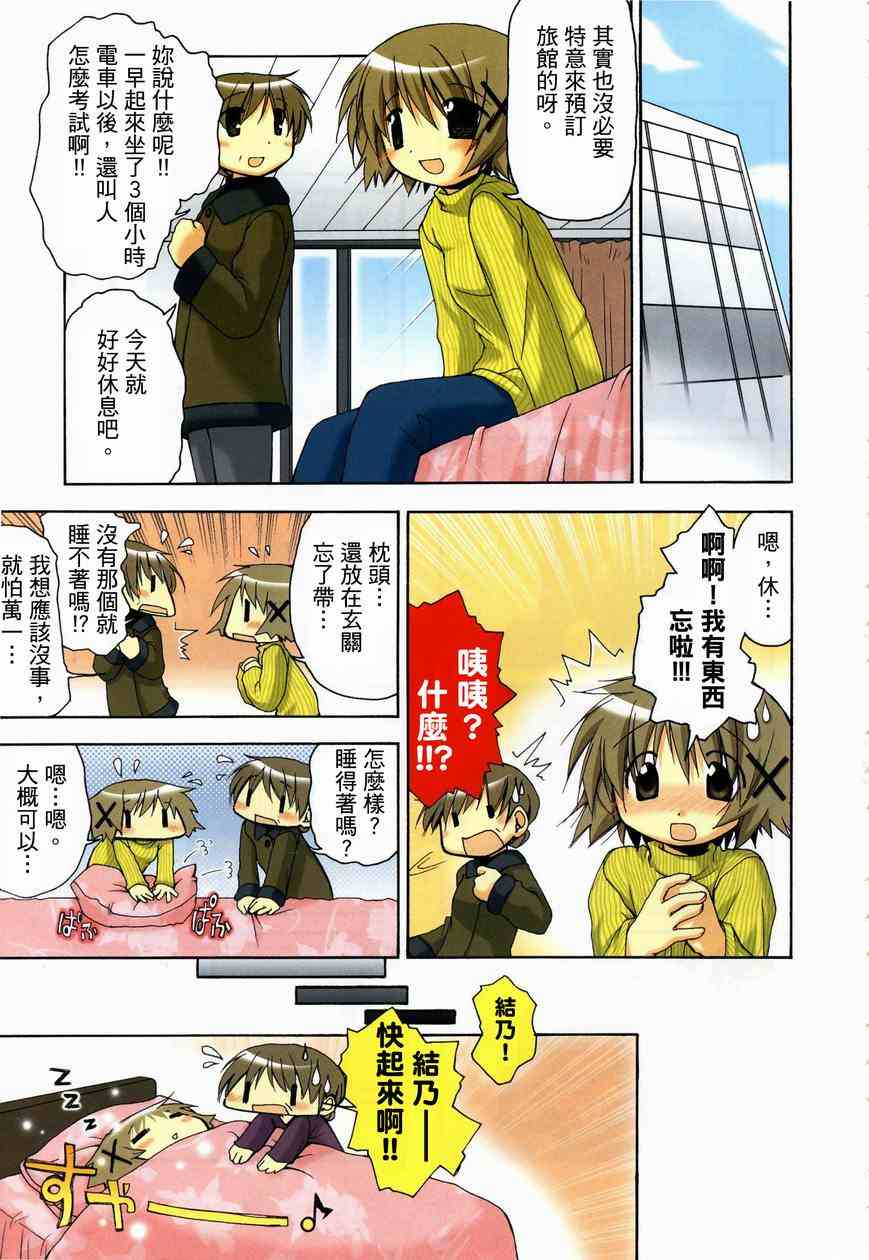 其實也沒必要
特意來預訂
旅館的呀。
妳說什麼呢!!
一早起來坐了3個小時
電車以後，還叫人
怎麼考試啊!!
今天就
好好休息吧。
嗯，休…
啊啊！我有東西
忘啦!!!
咦咦？
什麼!!?
枕頭…
還放在玄關
忘了帶…
沒有那個就
睡不著嗎!?
我想應該沒事，
就怕萬一…
怎麼樣？
睡得著嗎？
嗯…嗯。
大概可以…
ぱふ
ぱふ
結乃！
結乃——
快起來啊!!
z
z
z
すやー♪